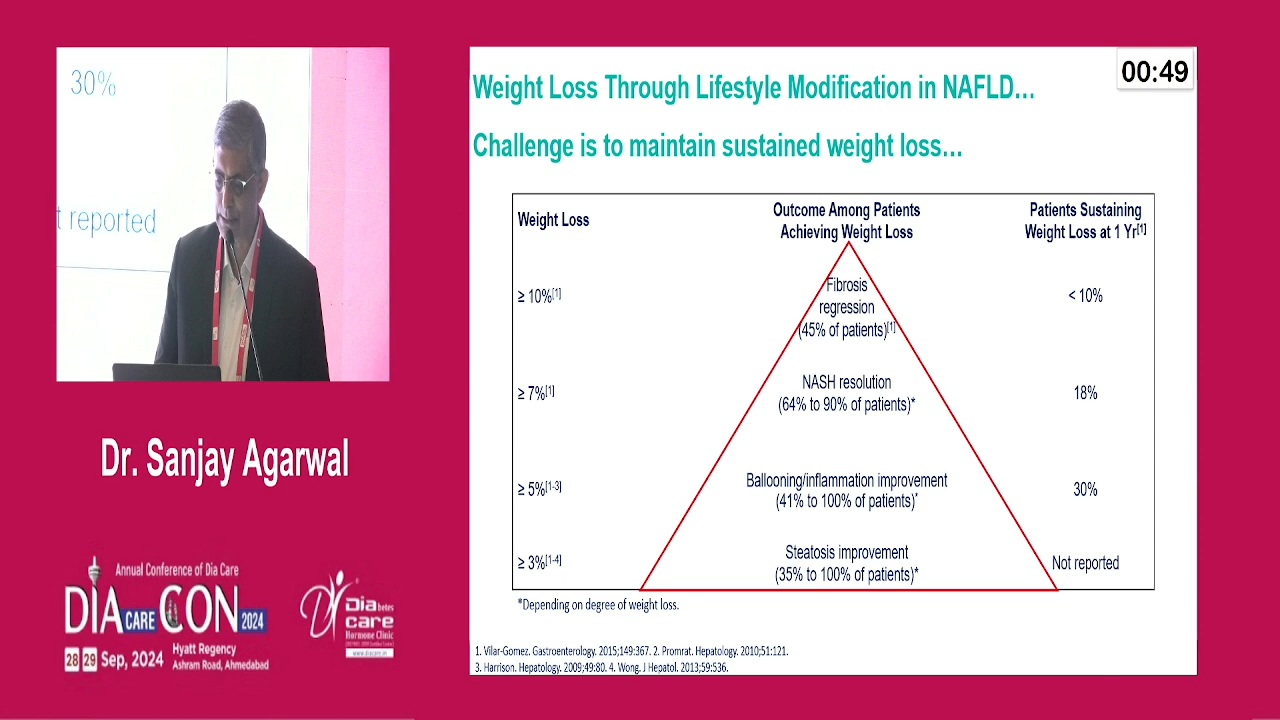 30%
t reported
Dr. Sanjay Agarwal
Annual Conference of Dia Care
DIA CARE CON 2024
28 29 Sep, 2024
Hyatt Regency
Ashram Road, Ahmedabad
Diabetes
care
Hormone Clinic
www.diacare.in
00:49
Weight Loss Through Lifestyle Modification in NAFLD...
Challenge is to maintain sustained weight loss...
Weight Loss
Outcome Among Patients
Achieving Weight Loss
Patients Sustaining
Weight Loss at 1 Yr[1]
≥ 10%[1]
Fibrosis
regression
(45% of patients)[1]
< 10%
≥ 7%[1]
NASH resolution
(64% to 90% of patients)*
18%
≥ 5%[1-3]
Ballooning/inflammation improvement
(41% to 100% of patients)*
30%
≥ 3%[1-4]
Steatosis improvement
(35% to 100% of patients)*
Not reported
*Depending on degree of weight loss.
1. Vilar-Gomez. Gastroenterology. 2015;149:367. 2. Promrat. Hepatology. 2010;51:121.
3. Harrison. Hepatology. 2009;49:80. 4. Wong. J Hepatol. 2013;59:536.